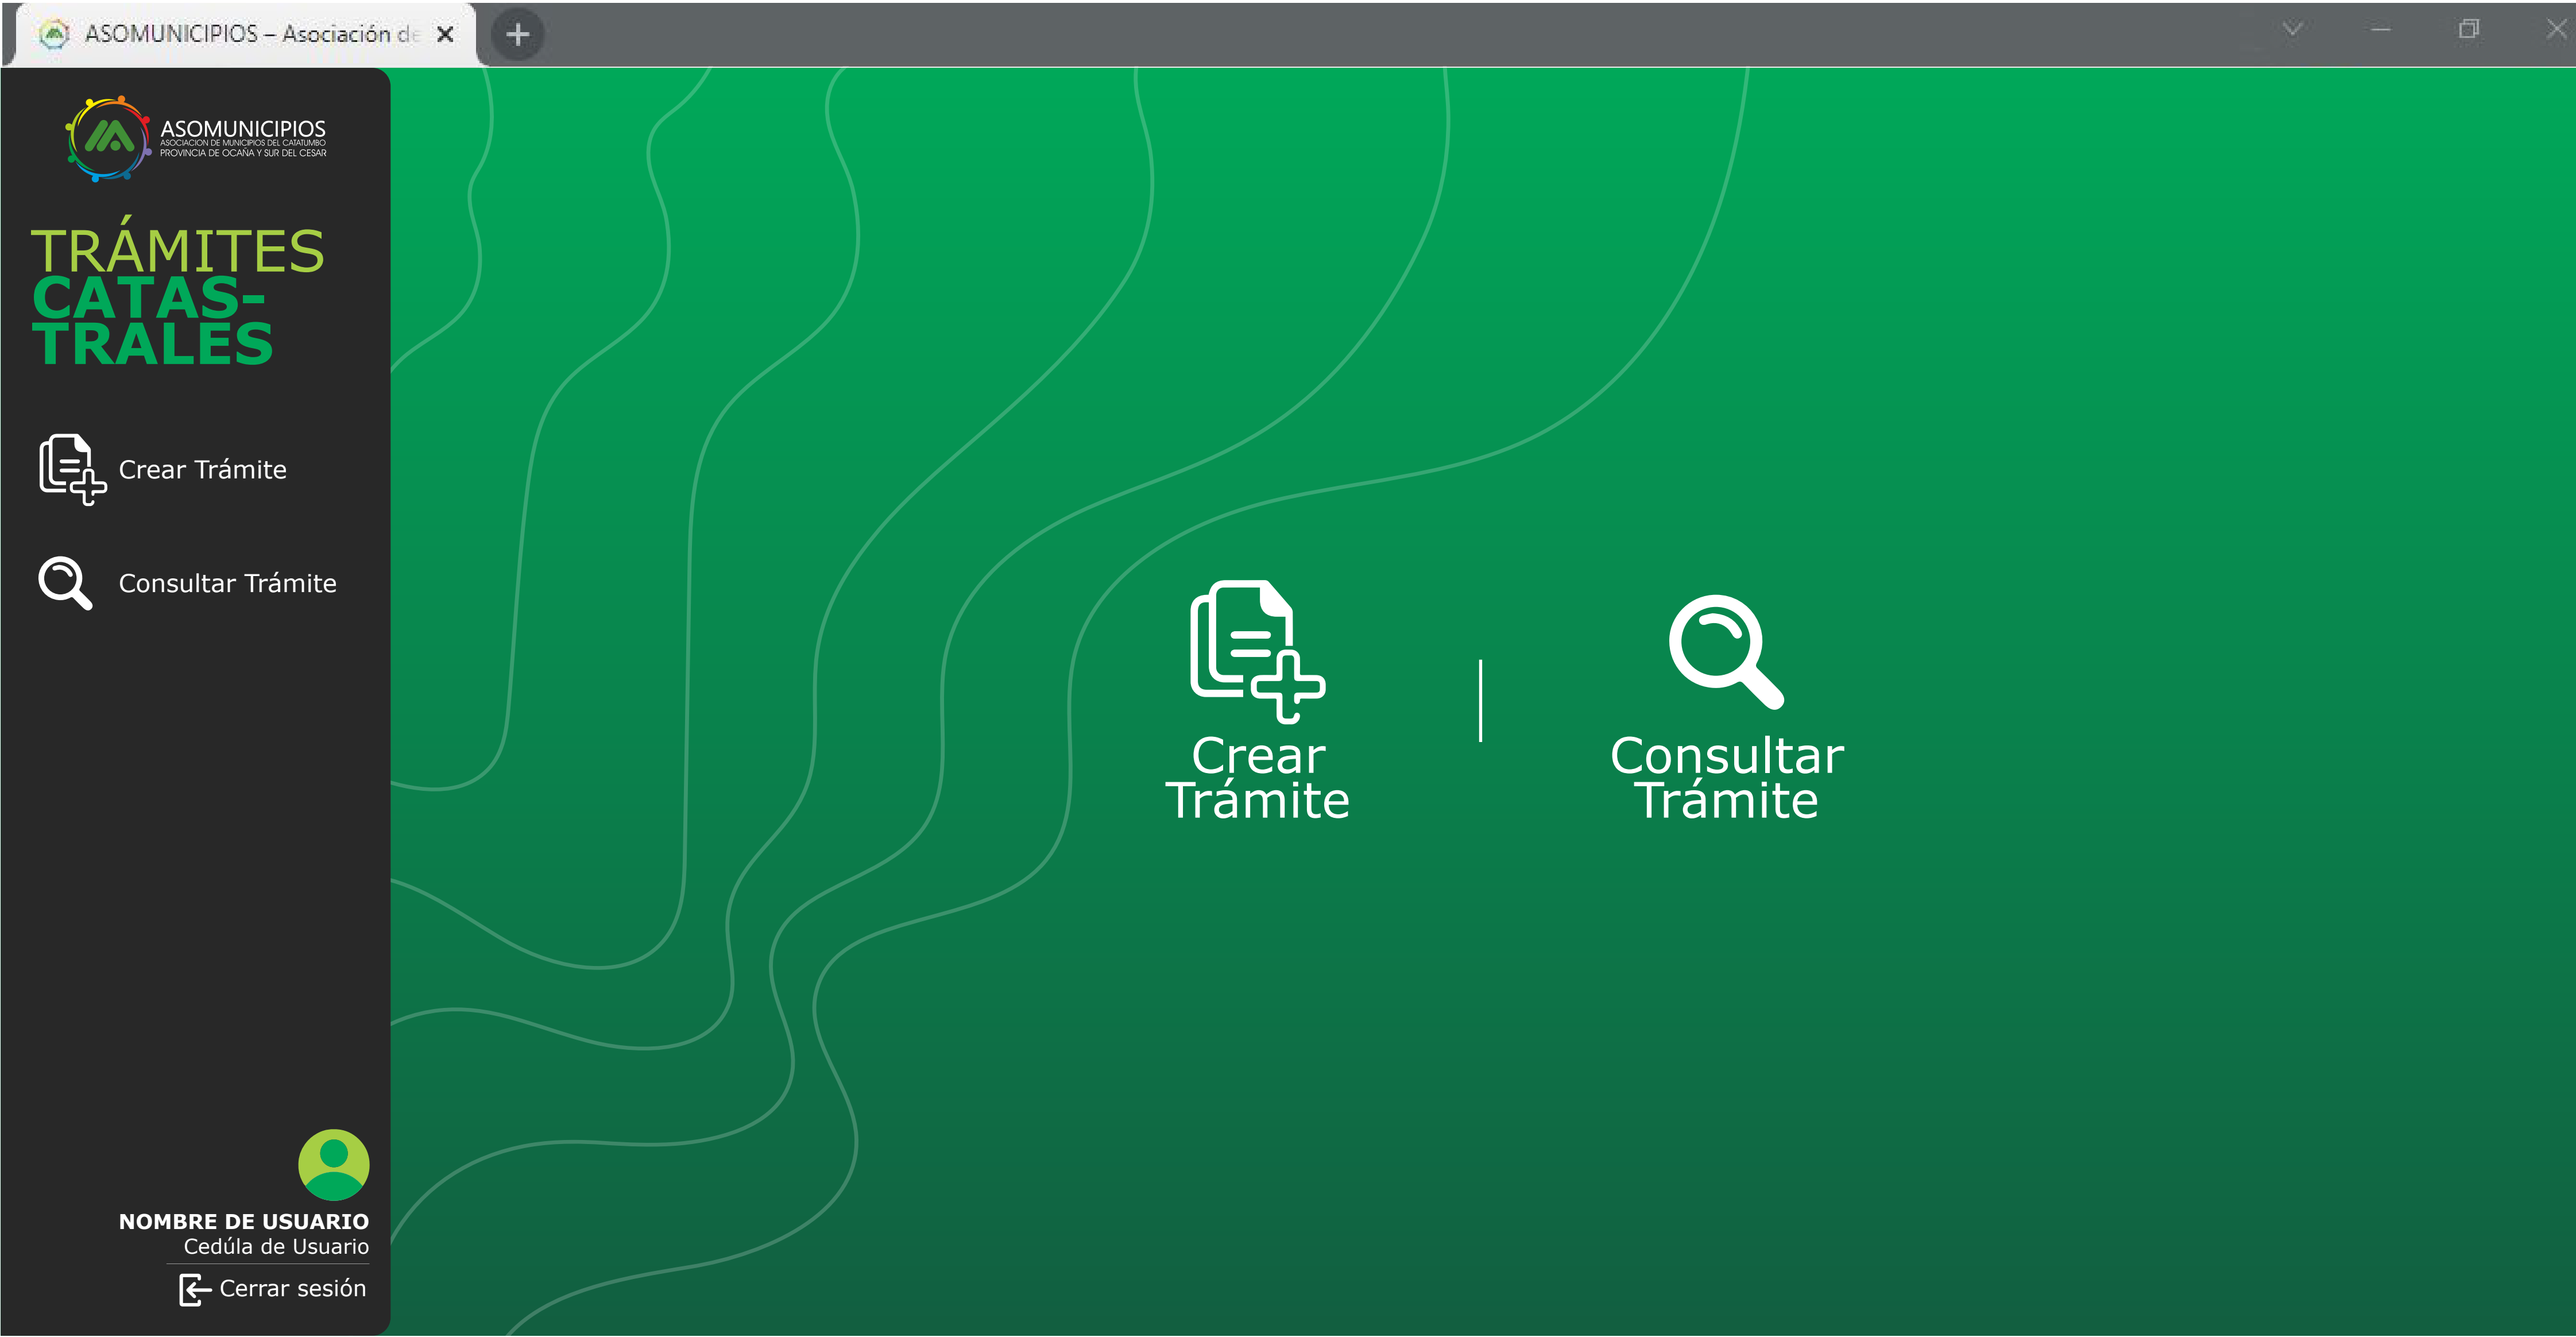 ASOMUNICIPIOS – Asociación de
ASOMUNICIPIOS
ASOCIACION DE MUNICIPIOS DEL CATATUMBO
PROVINCIA DE OCAÑA Y SUR DEL CESAR
TRÁMITES
CATAS-
TRALES
Crear Trámite
Consultar Trámite
Crear
Trámite
Consultar
Trámite
NOMBRE DE USUARIO
Cedúla de Usuario
Cerrar sesión